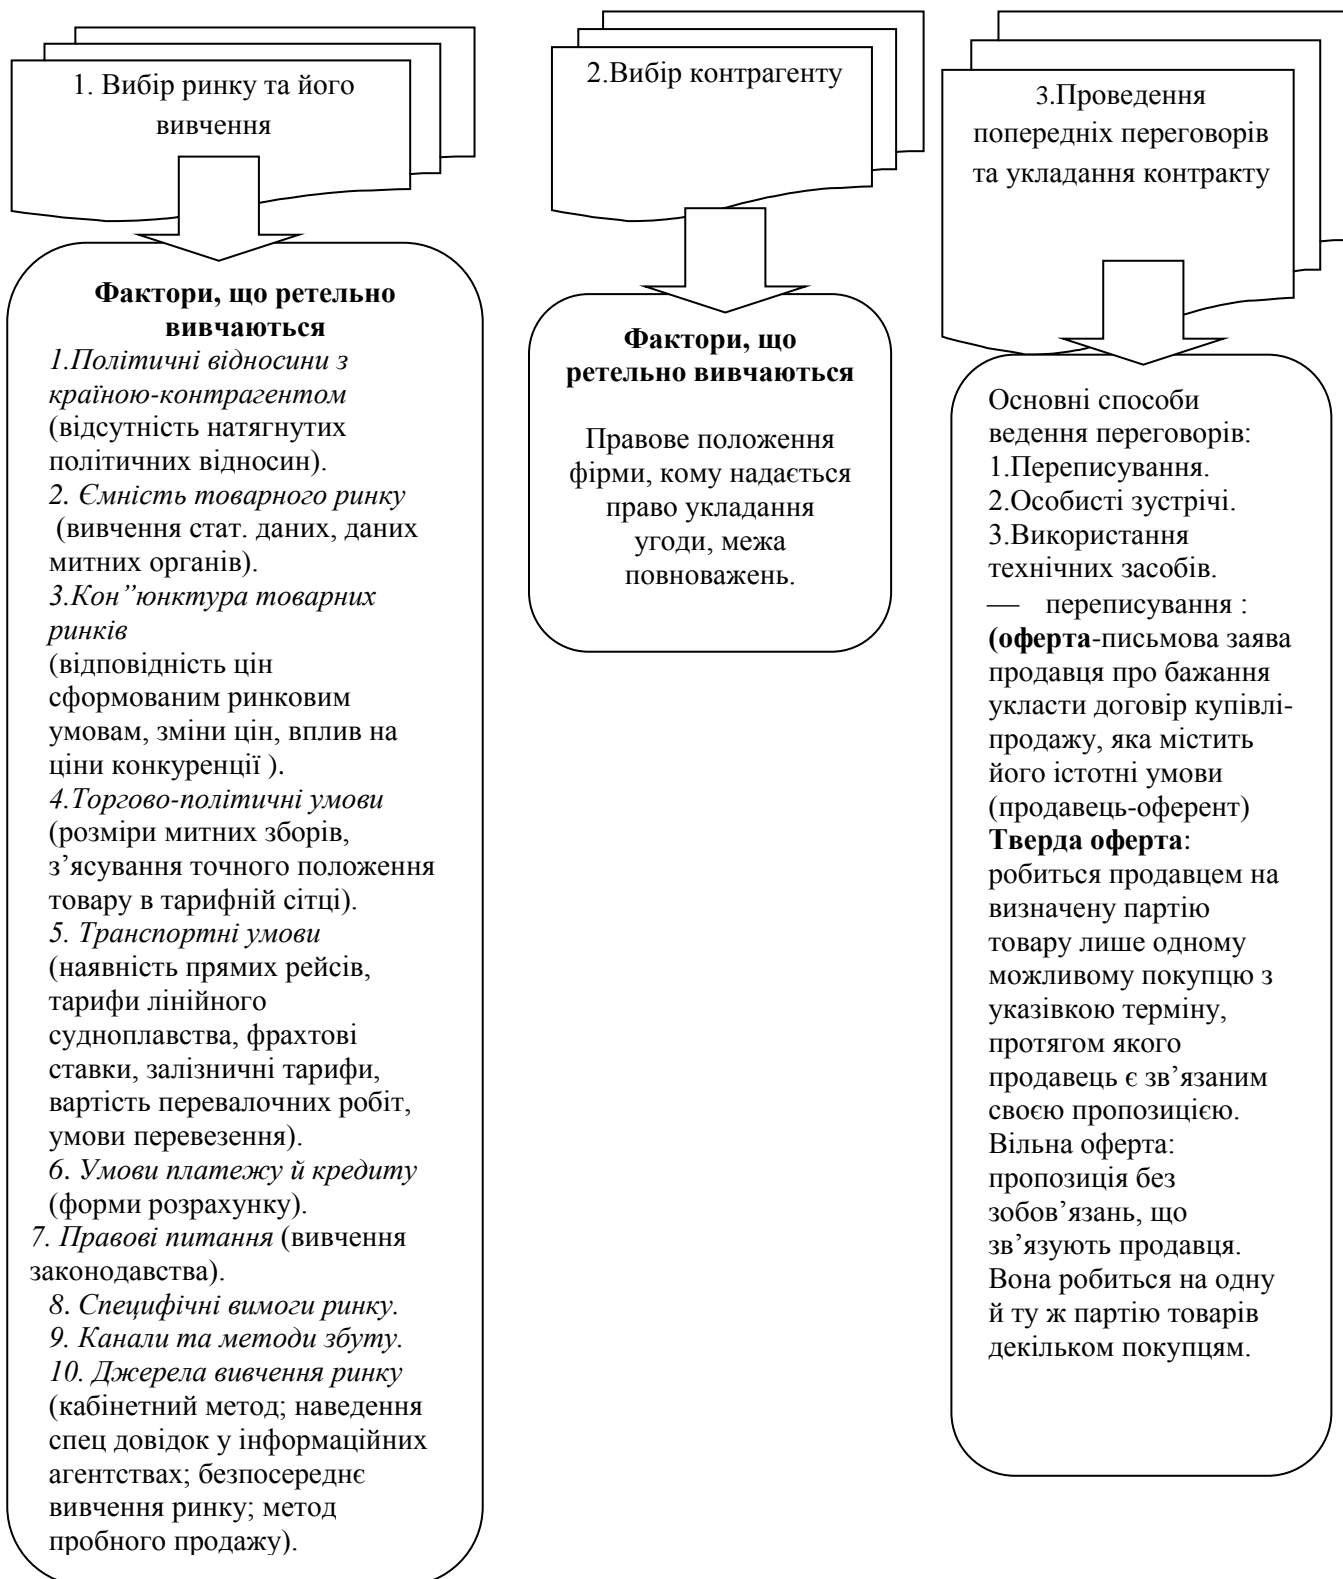 1. Вибір ринку та його
вивчення
Фактори, що ретельно
вивчаються
1.Політичні відносини з
країною-контрагентом
(відсутність натягнутих
політичних відносин).
2. Ємність товарного ринку
(вивчення стат. даних, даних
митних органів).
3.Кон”юнктура товарних
ринків
(відповідність цін
сформованим ринковим
умовам, зміни цін, вплив на
ціни конкуренції ).
4.Торгово-політичні умови
(розміри митних зборів,
з’ясування точного положення
товару в тарифній сітці).
5. Транспортні умови
(наявність прямих рейсів,
тарифи лінійного
судноплавства, фрахтові
ставки, залізничні тарифи,
вартість перевалочних робіт,
умови перевезення).
6. Умови платежу й кредиту
(форми розрахунку).
7. Правові питання (вивчення
законодавства).
8. Специфічні вимоги ринку.
9. Канали та методи збуту.
10. Джерела вивчення ринку
(кабінетний метод; наведення
спец довідок у інформаційних
агентствах; безпосереднє
вивчення ринку; метод
пробного продажу).
2.Вибір контрагенту
Фактори, що
ретельно вивчаються
Правове положення
фірми, кому надається
право укладання
угоди, межа
повноважень.
3.Проведення
попередніх переговорів
та укладання контракту
Основні способи
ведення переговорів:
1.Переписування.
2.Особисті зустрічі.
3.Використання
технічних засобів.
— переписування :
(оферта-письмова заява
продавця про бажання
укласти договір купівлі-
продажу, яка містить
його істотні умови
(продавець-оферент)
Тверда оферта:
робиться продавцем на
визначену партію
товару лише одному
можливому покупцю з
указівкою терміну,
протягом якого
продавець є зв’язаним
своєю пропозицією.
Вільна оферта:
пропозиція без
зобов’язань, що
зв’язують продавця.
Вона робиться на одну
й ту ж партію товарів
декільком покупцям.